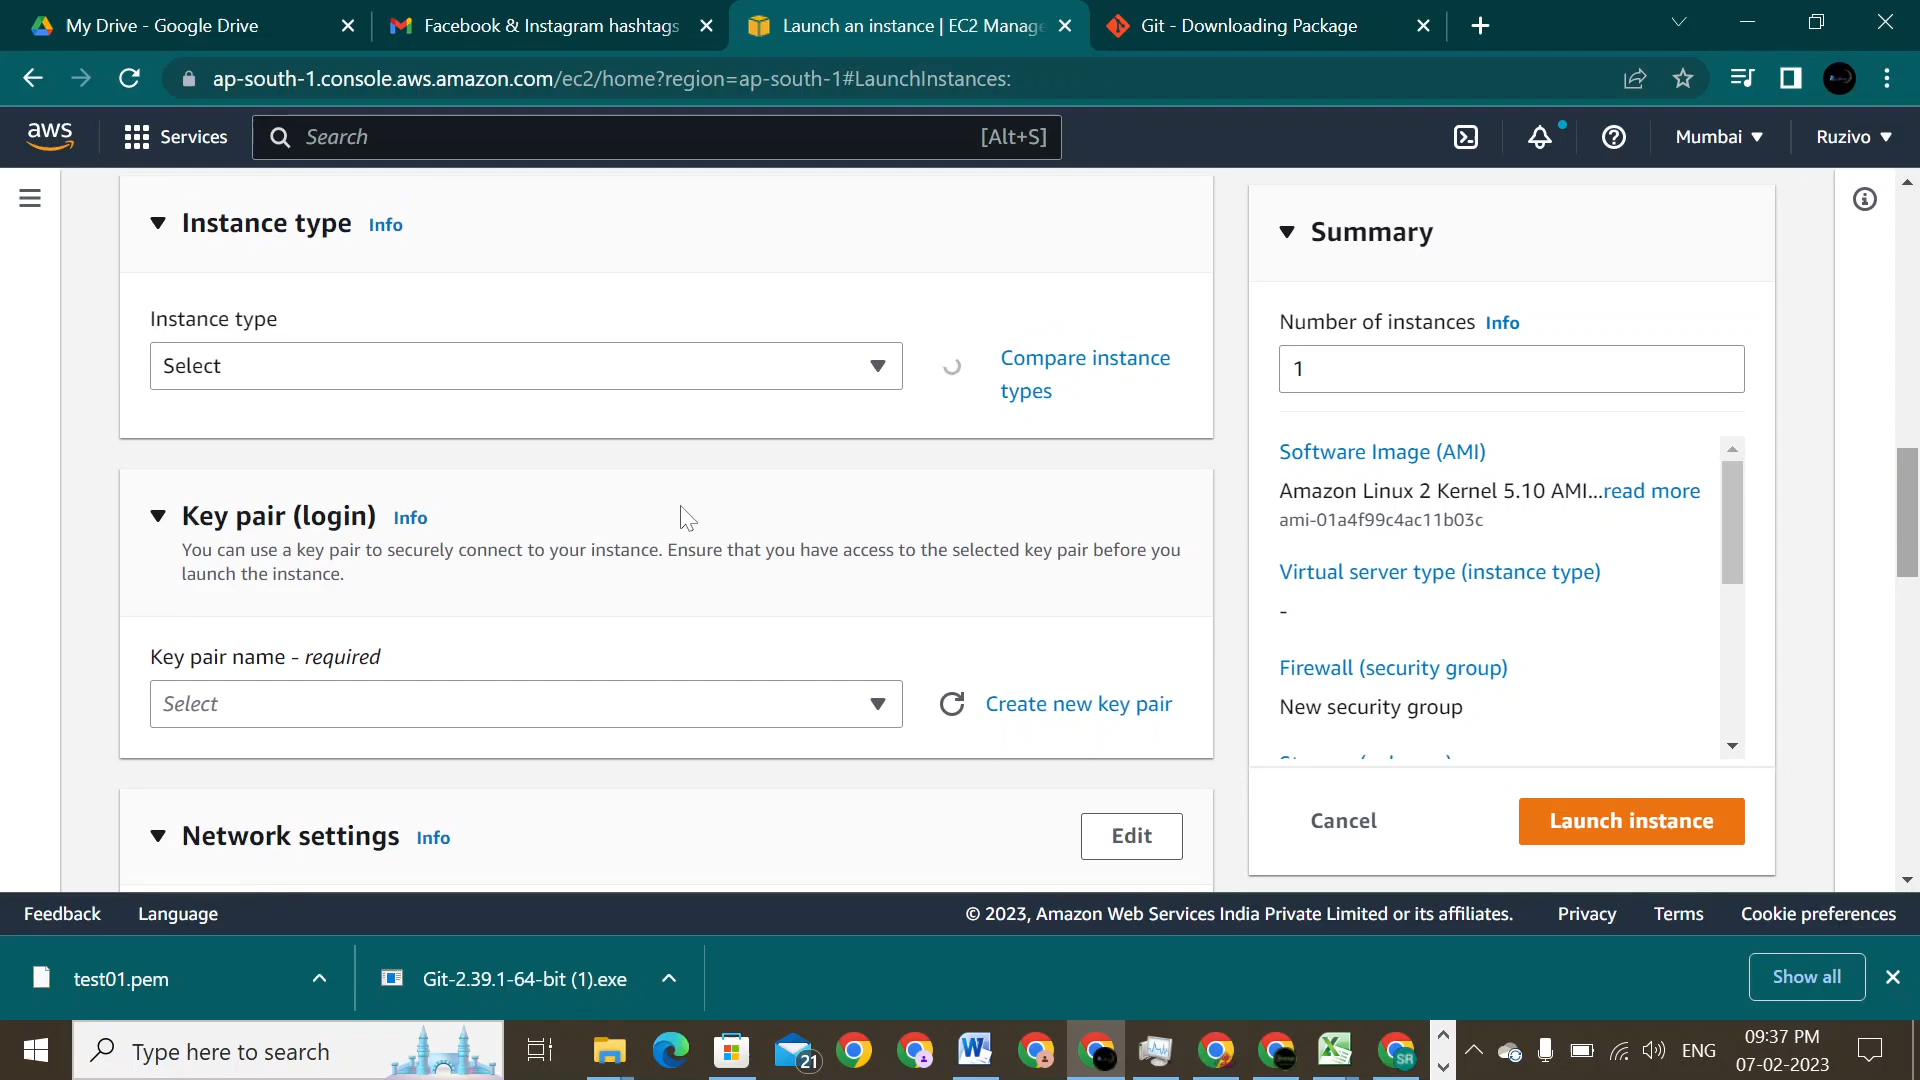 My Drive - Google Drive
Facebook & Instagram hashtags
Launch an instance | EC2 Manage
Git - Downloading Package
ap-south-1.console.aws.amazon.com/ec2/home?region=ap-south-1#LaunchInstances:
aws
Services
Search
[Alt+S]
Mumbai
Ruzivo
Instance type Info
Instance type
Select
Compare instance
types
Key pair (login) Info
You can use a key pair to securely connect to your instance. Ensure that you have access to the selected key pair before you
launch the instance.
Key pair name - required
Select
Create new key pair
Network settings Info
Edit
Summary
Number of instances Info
1
Software Image (AMI)
Amazon Linux 2 Kernel 5.10 AMI...read more
ami-01a4f99c4ac11b03c
Virtual server type (instance type)
-
Firewall (security group)
New security group
Cancel
Launch instance
Feedback
Language
© 2023, Amazon Web Services India Private Limited or its affiliates.
Privacy
Terms
Cookie preferences
test01.pem
Git-2.39.1-64-bit (1).exe
Show all
Type here to search
21
SR
ENG
09:37 PM
07-02-2023